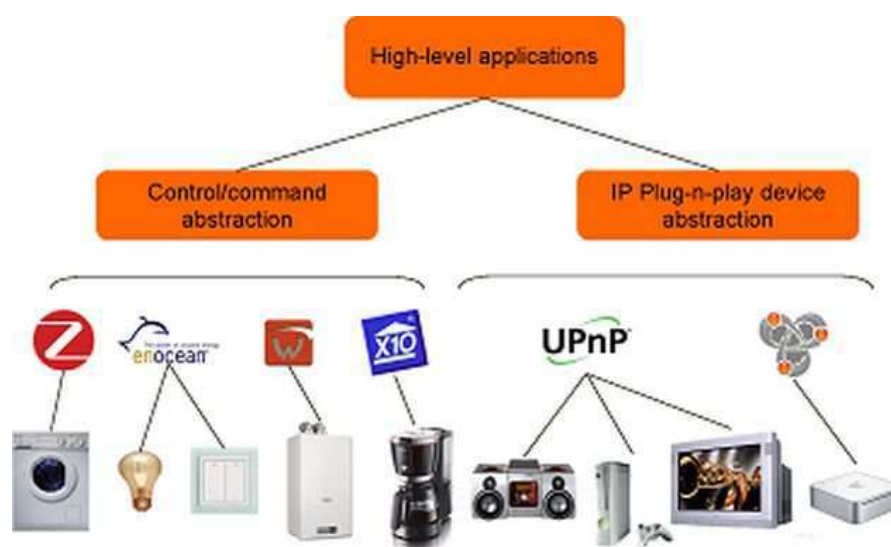 High-level applications
Control/command
abstraction
IP Plug-n-play device
abstraction
Z
enocean
W
X10
UPnP